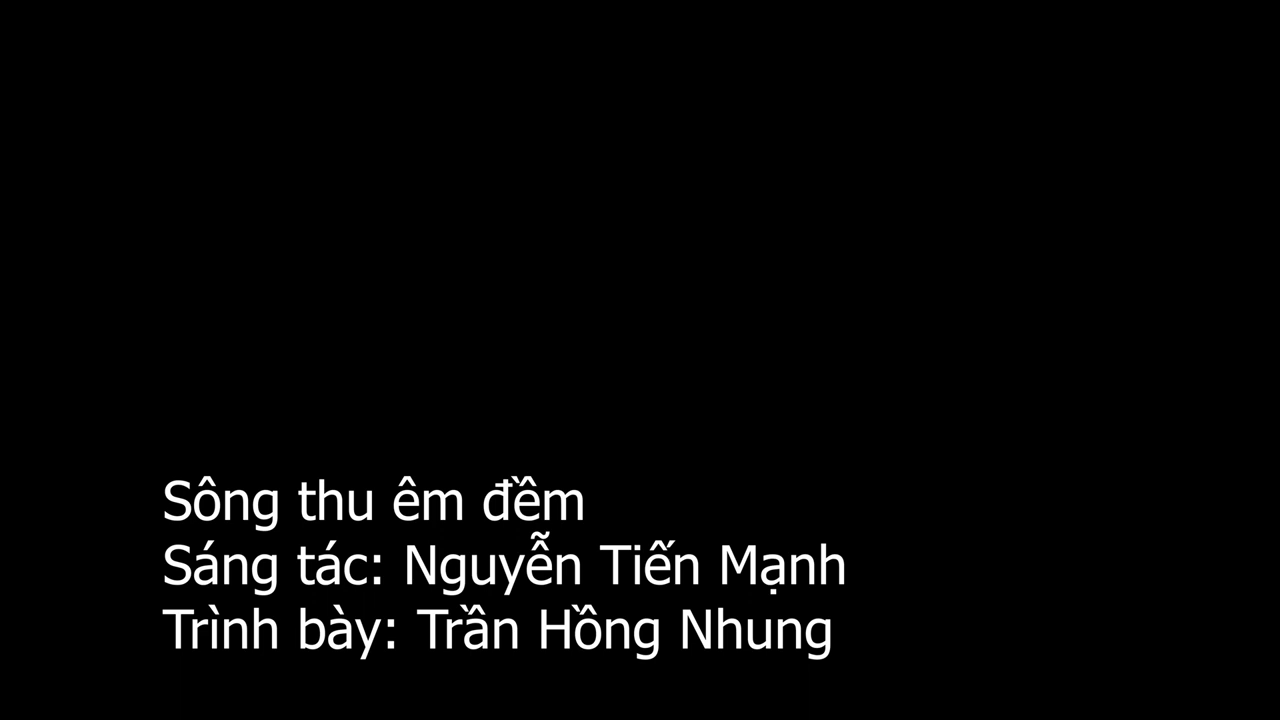 Sông thu êm đềm
Sáng tác: Nguyễn Tiến Mạnh
Trình bày: Trần Hồng Nhung